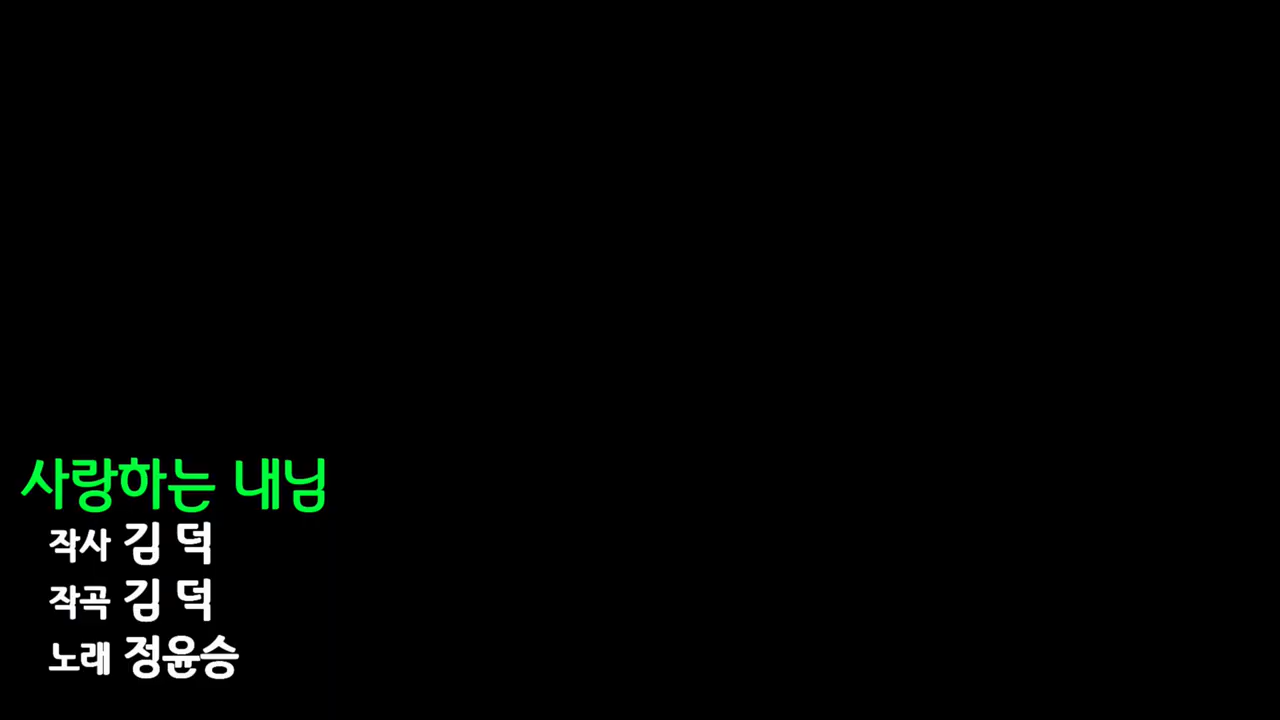 사랑하는 내님
작사 김 덕
작곡 김 덕
노래 정윤승